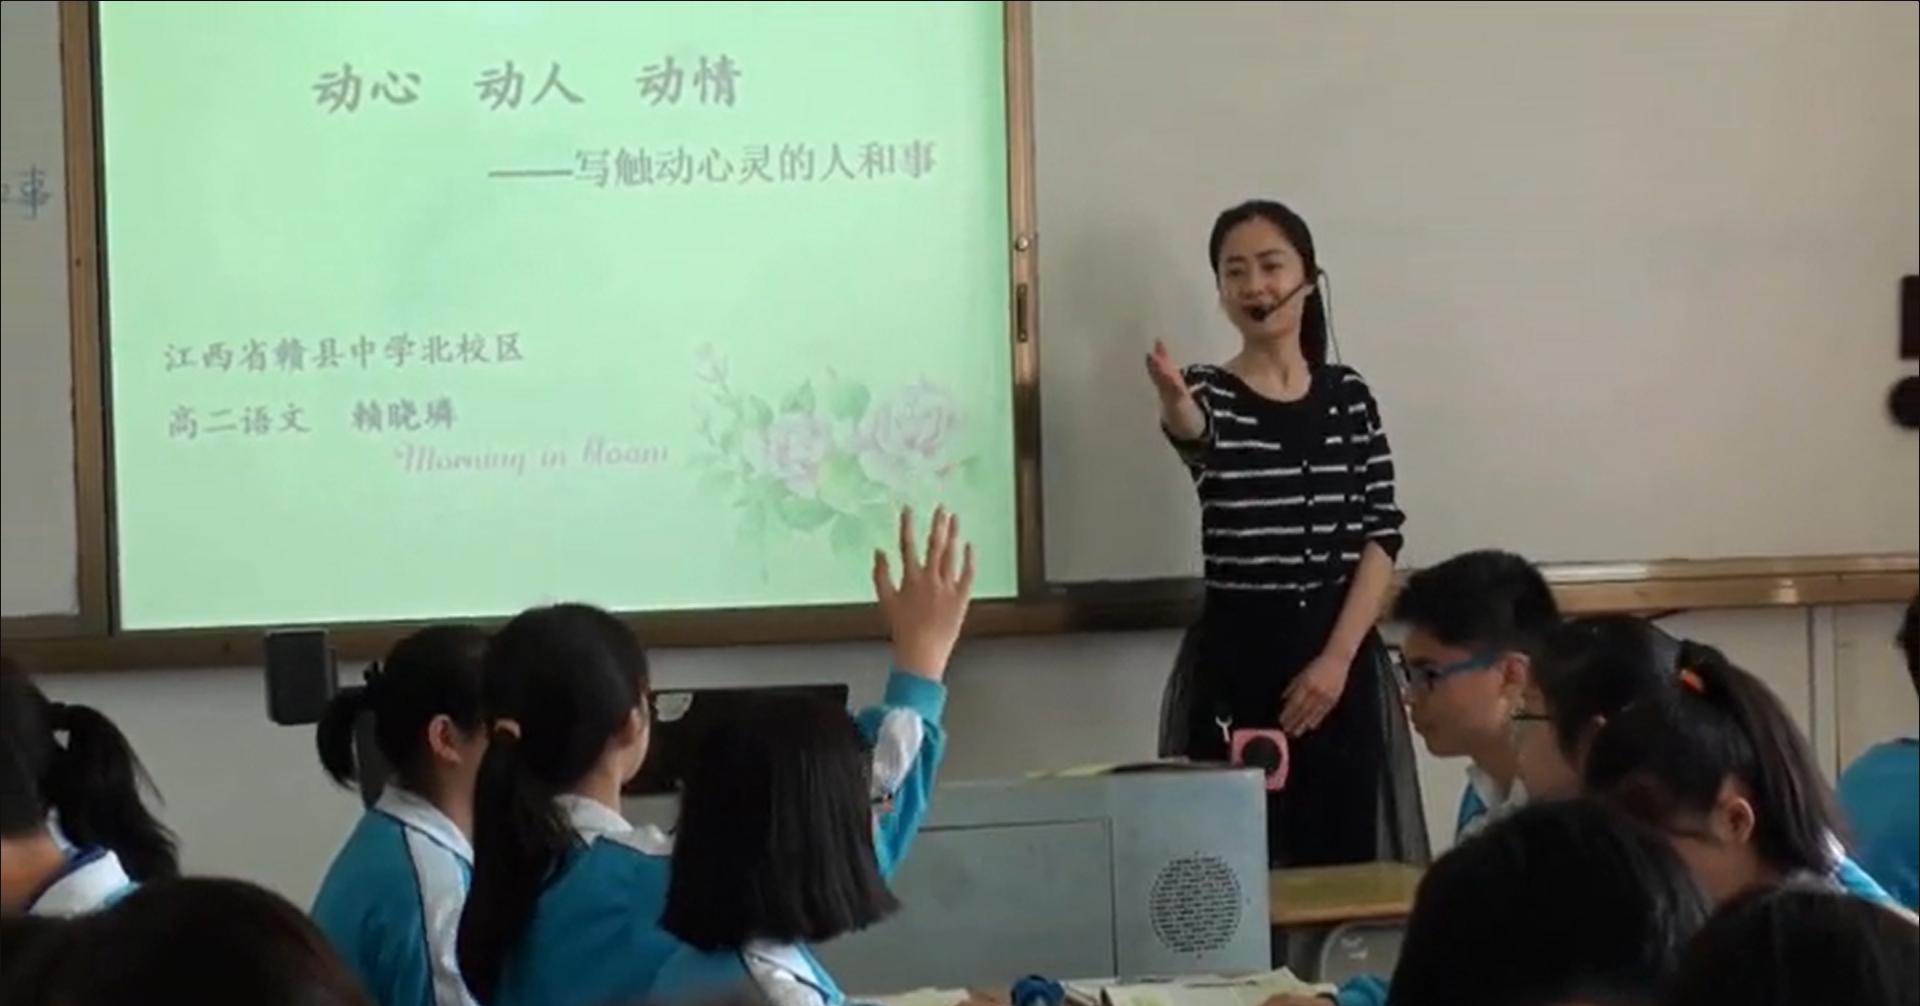 动心 动人 动情
——写触动心灵的人和事
事
江西省赣县中学北校区
高二语文 赖晓璘
Morning in bloom